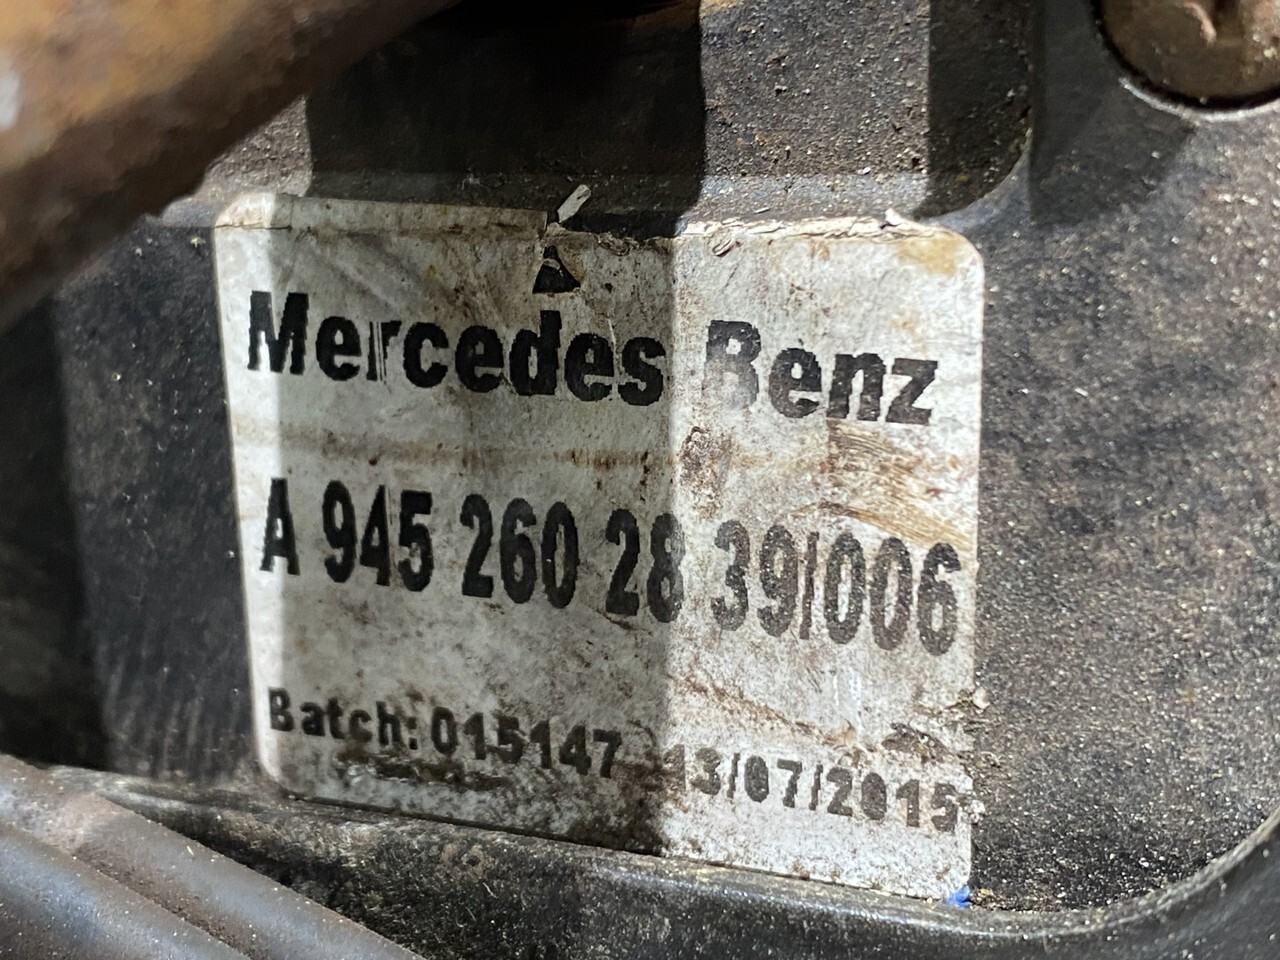 Mercedes Benz
A 945 260 28 39/006
Batch: 015147 13/07/2015